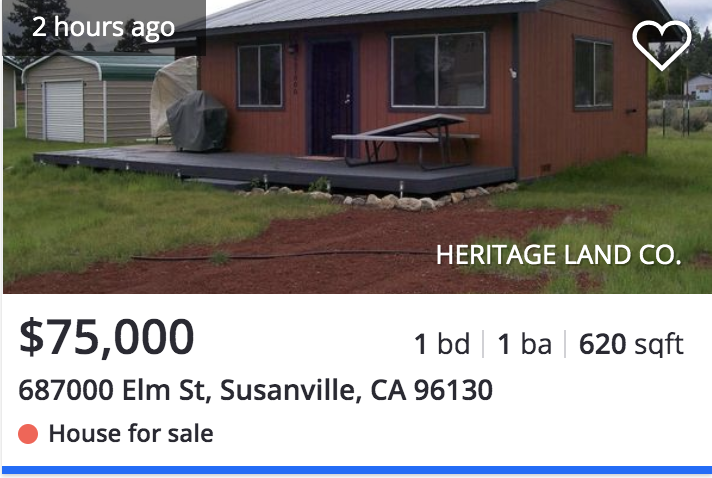 2 hours ago
HERITAGE LAND CO.
$75,000
1 bd | 1 ba | 620 sqft
687000 Elm St, Susanville, CA 96130
House for sale